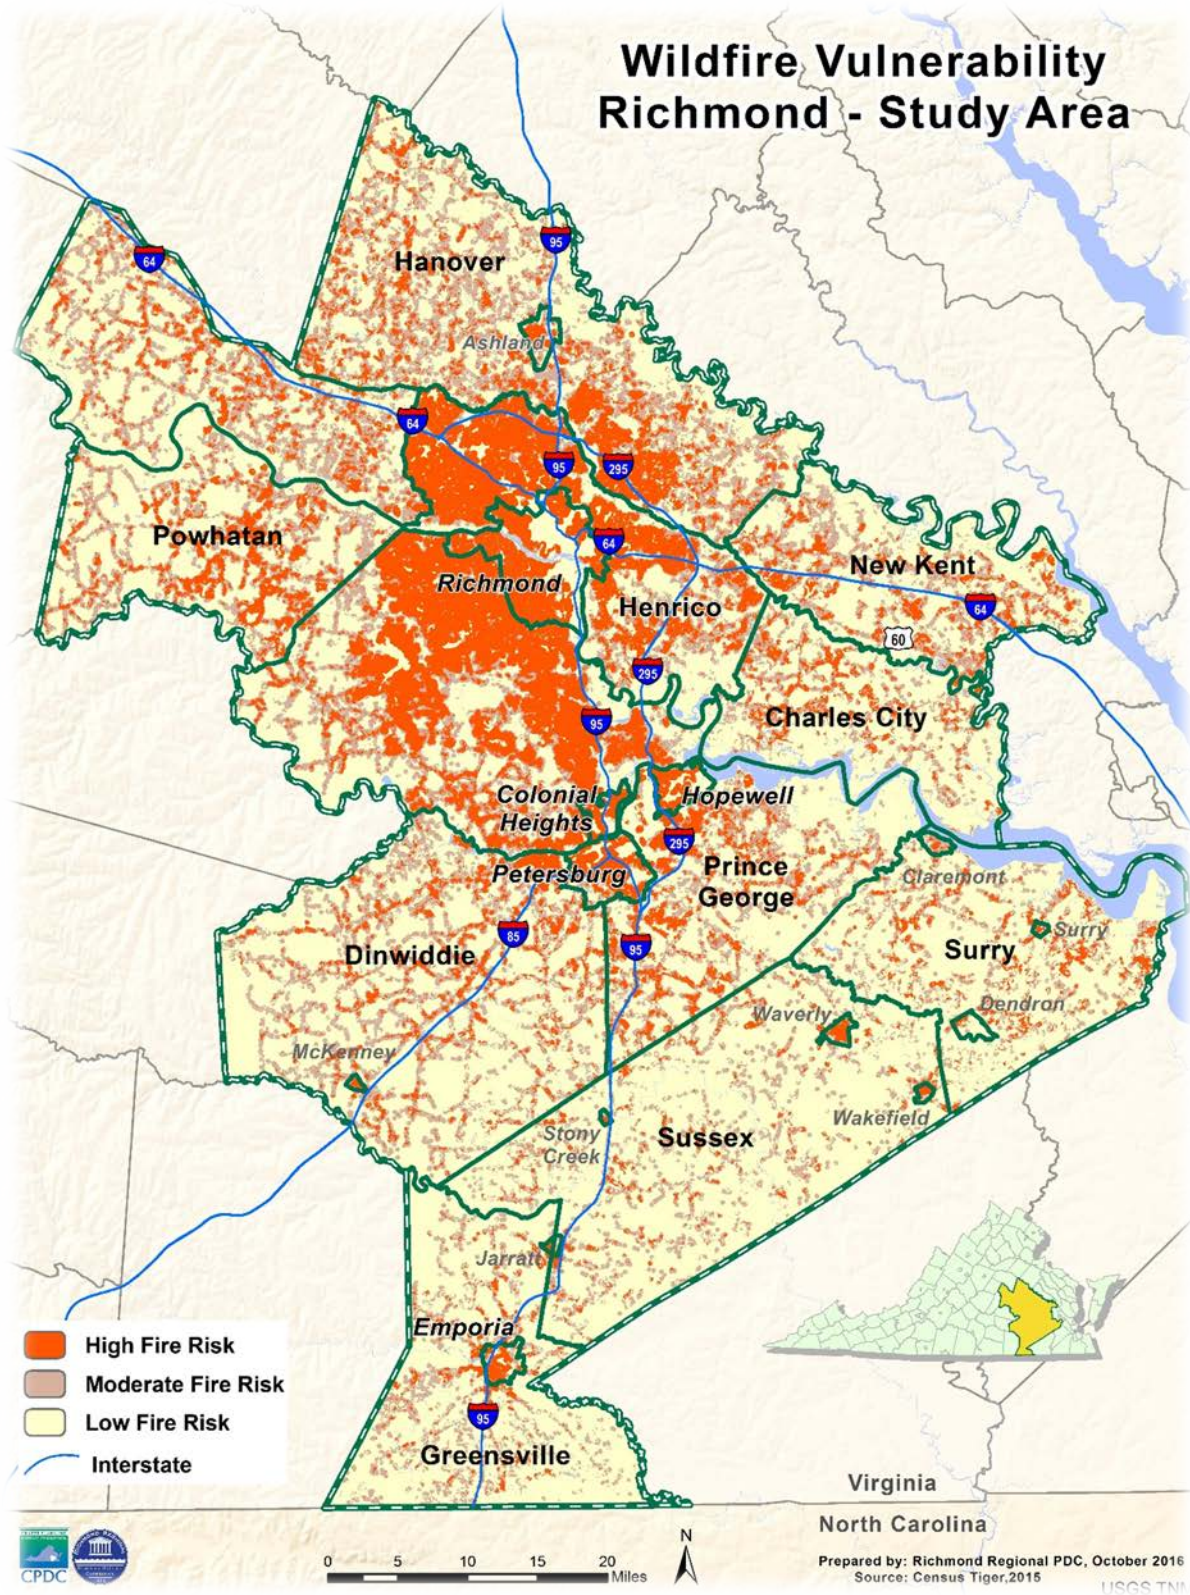 Wildfire Vulnerability
Richmond - Study Area
95
64
Hanover
Ashland
64
95
295
Powhatan
64
New Kent
Richmond
Henrico
64
60
295
95
Charles City
Colonial
Heights
Hopewell
295
Prince
George
Petersburg
Claremont
85
95
Surry
Dinwiddie
Surry
Waverly
Dendron
McKenney
Wakefield
Stony
Creek
Sussex
Jarratt
Emporia
95
Greensville
High Fire Risk
Moderate Fire Risk
Low Fire Risk
Interstate
Virginia
North Carolina
CPDC
0 5 10 15 20
Miles
N
Prepared by: Richmond Regional PDC, October 2016
Source: Census Tiger,2015